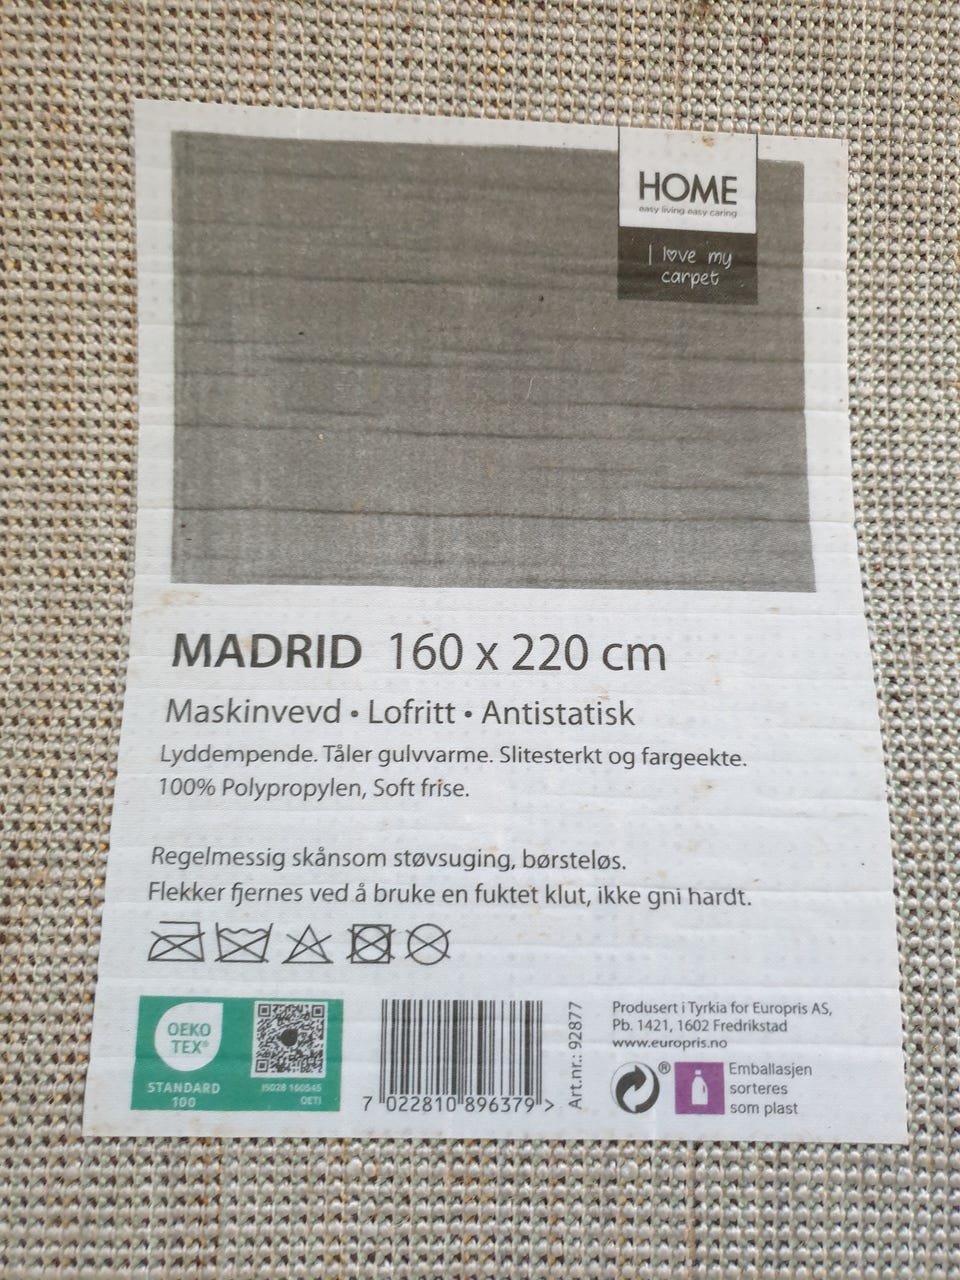 HOME
easy living easy caring
I love my
carpet
MADRID 160 x 220 cm
Maskinvevd • Lofritt • Antistatisk
Lyddempende. Tåler gulvvarme. Slitesterkt og fargeekte.
100% Polypropylen, Soft frise.
Regelmessig skånsom støvsuging, børsteløs.
Flekker fjernes ved å bruke en fuktet klut, ikke gni hardt.
OEKO
TEX®
STANDARD
100
IS028 160545
OETI
7 022810 896379 >
Art.nr.: 92877
Produsert i Tyrkia for Europris AS,
Pb. 1421, 1602 Fredrikstad
www.europris.no
®
Emballasjen
sorteres
som plast